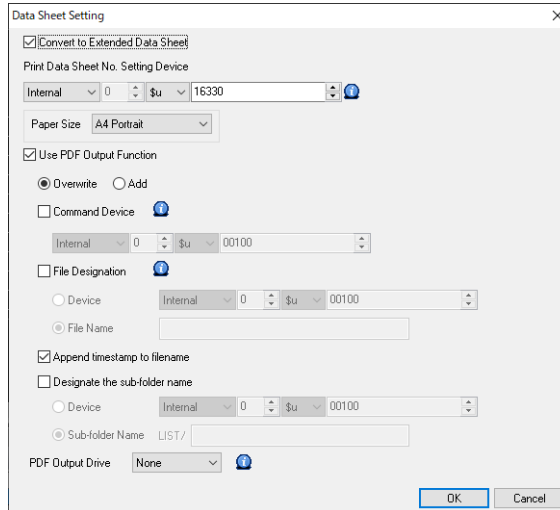 Data Sheet Setting
Convert to Extended Data Sheet
Print Data Sheet No. Setting Device
Internal 0 $u 16330
Paper Size A4 Portrait
Use PDF Output Function
Overwrite Add
Command Device
Internal 0 $u 00100
File Designation
Device Internal 0 $u 00100
File Name
Append timestamp to filename
Designate the sub-folder name
Device Internal 0 $u 00100
Sub-folder Name LIST/
PDF Output Drive None
OK Cancel